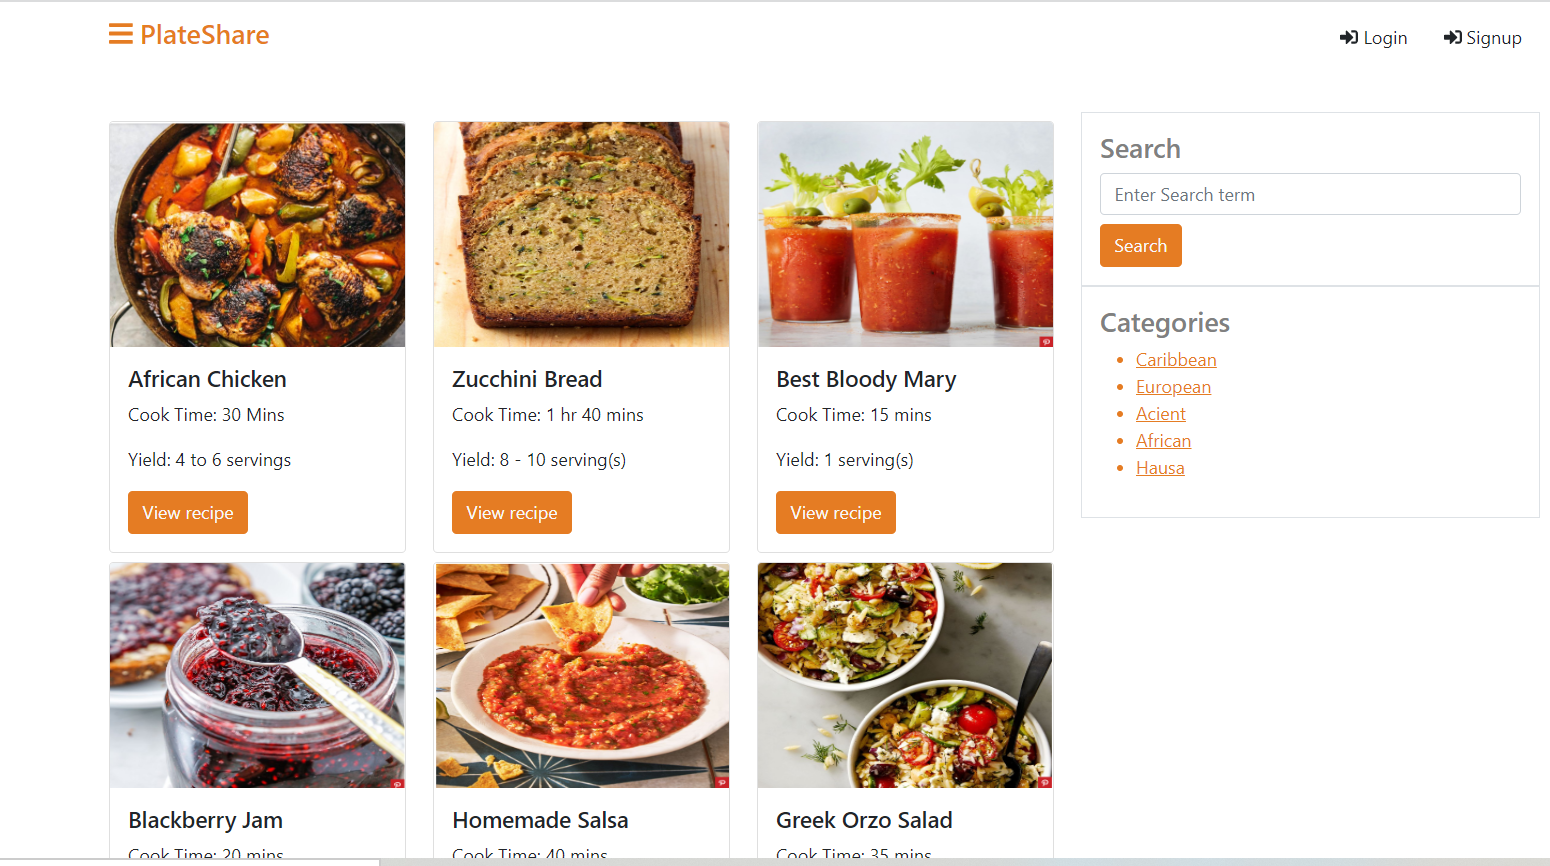 PlateShare
Login
Signup
African Chicken
Cook Time: 30 Mins
Yield: 4 to 6 servings
View recipe
Zucchini Bread
Cook Time: 1 hr 40 mins
Yield: 8 - 10 serving(s)
View recipe
Best Bloody Mary
Cook Time: 15 mins
Yield: 1 serving(s)
View recipe
Blackberry Jam
Cook Time: 20 mins
Homemade Salsa
Cook Time: 40 mins
Greek Orzo Salad
Cook Time: 35 mins
Search
Enter Search term
Search
Categories
Caribbean
European
Acient
African
Hausa